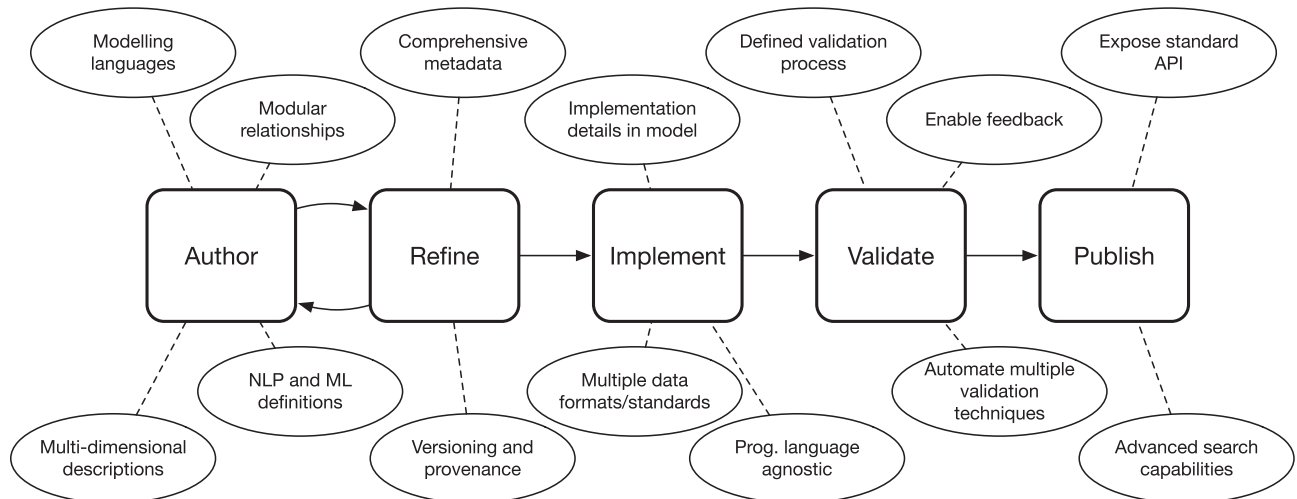 Modelling
languages
Comprehensive
metadata
Defined validation
process
Expose standard
API
Modular
relationships
Implementation
details in model
Enable feedback
Author
Refine
Implement
Validate
Publish
NLP and ML
definitions
Multiple data
formats/standards
Automate multiple
validation
techniques
Multi-dimensional
descriptions
Versioning and
provenance
Prog. language
agnostic
Advanced search
capabilities